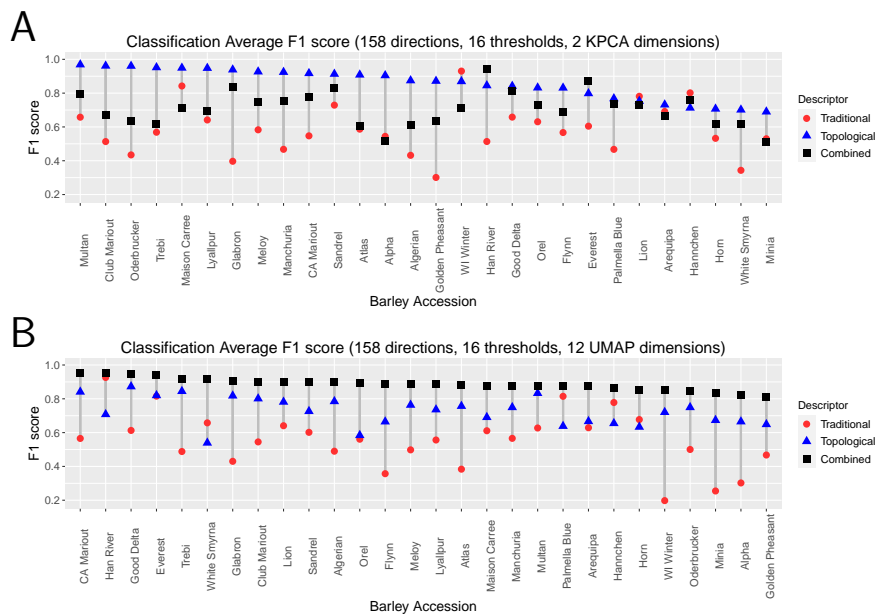 A
Classification Average F1 score (158 directions, 16 thresholds, 2 KPCA dimensions)
1.0
0.8
0.6
0.4
0.2
F1 score
Multan
Club Mariout
Oderbrucker
Trebi
Maison Carree
Lyallpur
Glabron
Meloy
Manchuria
CA Mariout
Sandrel
Atlas
Alpha
Algerian
Golden Pheasant
WI Winter
Han River
Good Delta
Orel
Flynn
Everest
Palmella Blue
Lion
Arequipa
Hannchen
Horn
White Smyrna
Minia
Barley Accession
Descriptor
Traditional
Topological
Combined
B
Classification Average F1 score (158 directions, 16 thresholds, 12 UMAP dimensions)
1.0
0.8
0.6
0.4
0.2
F1 score
CA Mariout
Han River
Good Delta
Everest
Trebi
White Smyrna
Glabron
Club Mariout
Lion
Sandrel
Algerian
Orel
Flynn
Meloy
Lyallpur
Atlas
Maison Carree
Manchuria
Multan
Palmella Blue
Arequipa
Hannchen
Horn
WI Winter
Oderbrucker
Minia
Alpha
Golden Pheasant
Barley Accession
Descriptor
Traditional
Topological
Combined